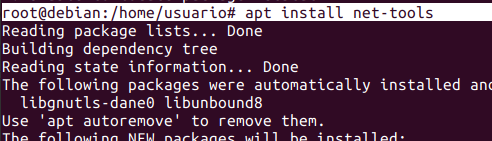 root@debian:/home/usuario# apt install net-tools
Reading package lists... Done
Building dependency tree
Reading state information... Done
The following packages were automatically installed and
  libgnutls-dane0 libunbound8
Use 'apt autoremove' to remove them.
The following NEW packages will be installed: